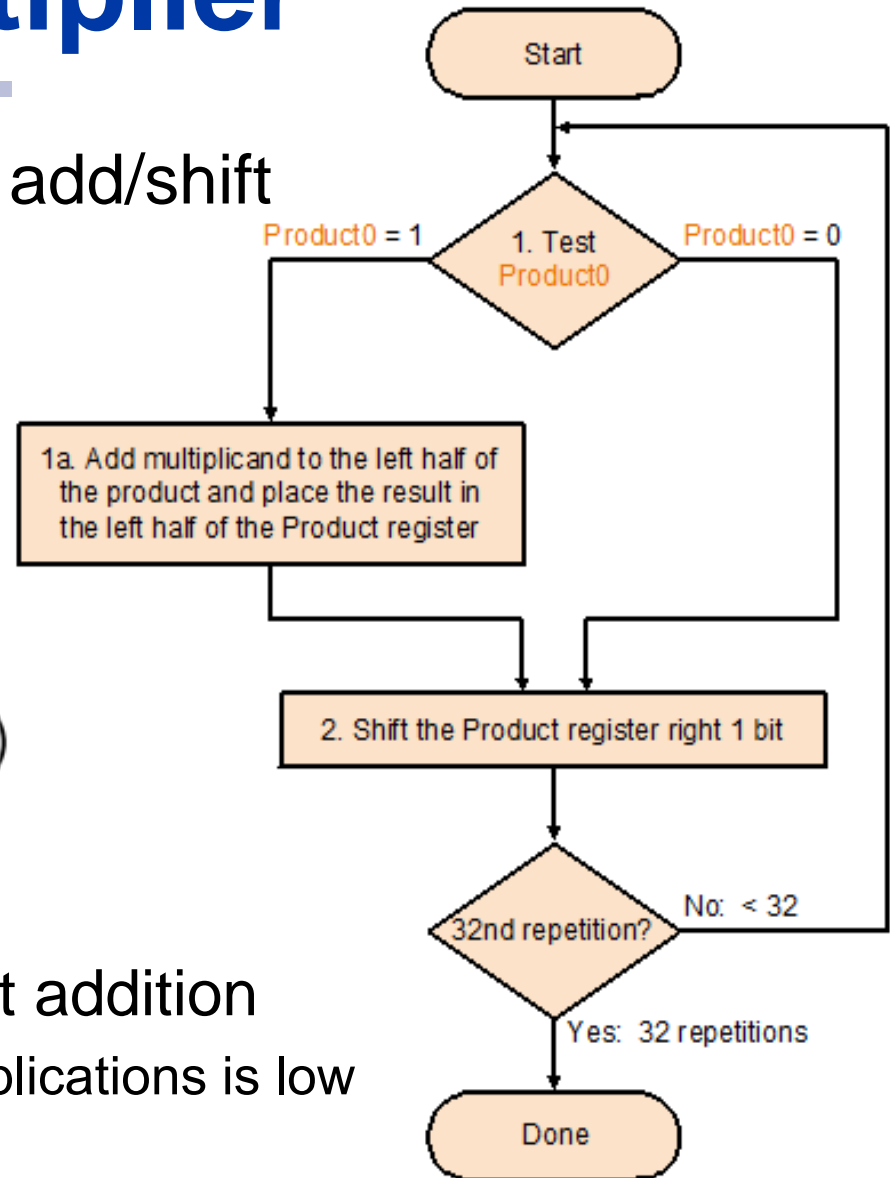 add/shift
Start
Product0 = 1
1. Test
Product0
Product0 = 0
1a. Add multiplicand to the left half of
the product and place the result in
the left half of the Product register
2. Shift the Product register right 1 bit
32nd repetition?
No: < 32
addition
Yes: 32 repetitions
is low
Done